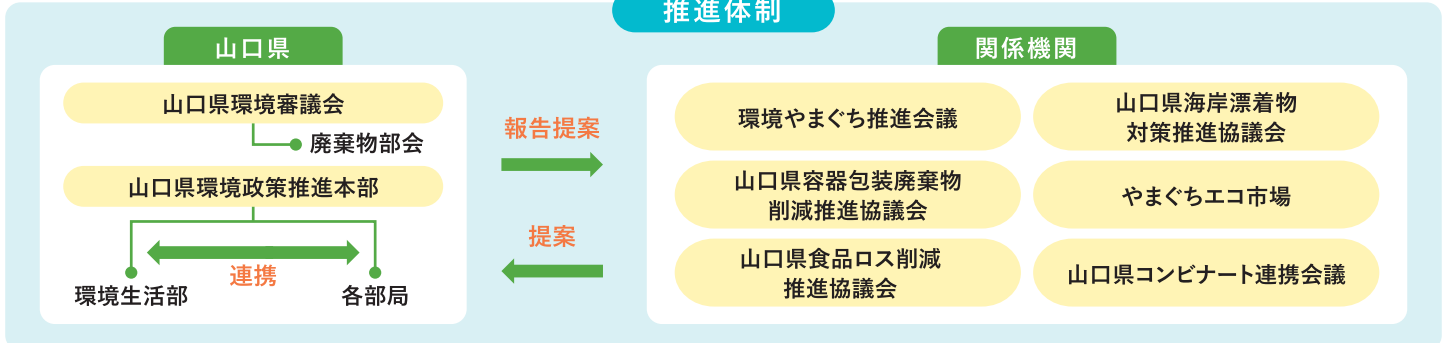 推進体制
山口県
山口県環境審議会
廃棄物部会
山口県環境政策推進本部
連携
環境生活部
各部局
報告提案
提案
関係機関
環境やまぐち推進会議
山口県海岸漂着物
対策推進協議会
山口県容器包装廃棄物
削減推進協議会
やまぐちエコ市場
山口県食品ロス削減
推進協議会
山口県コンビナート連携会議